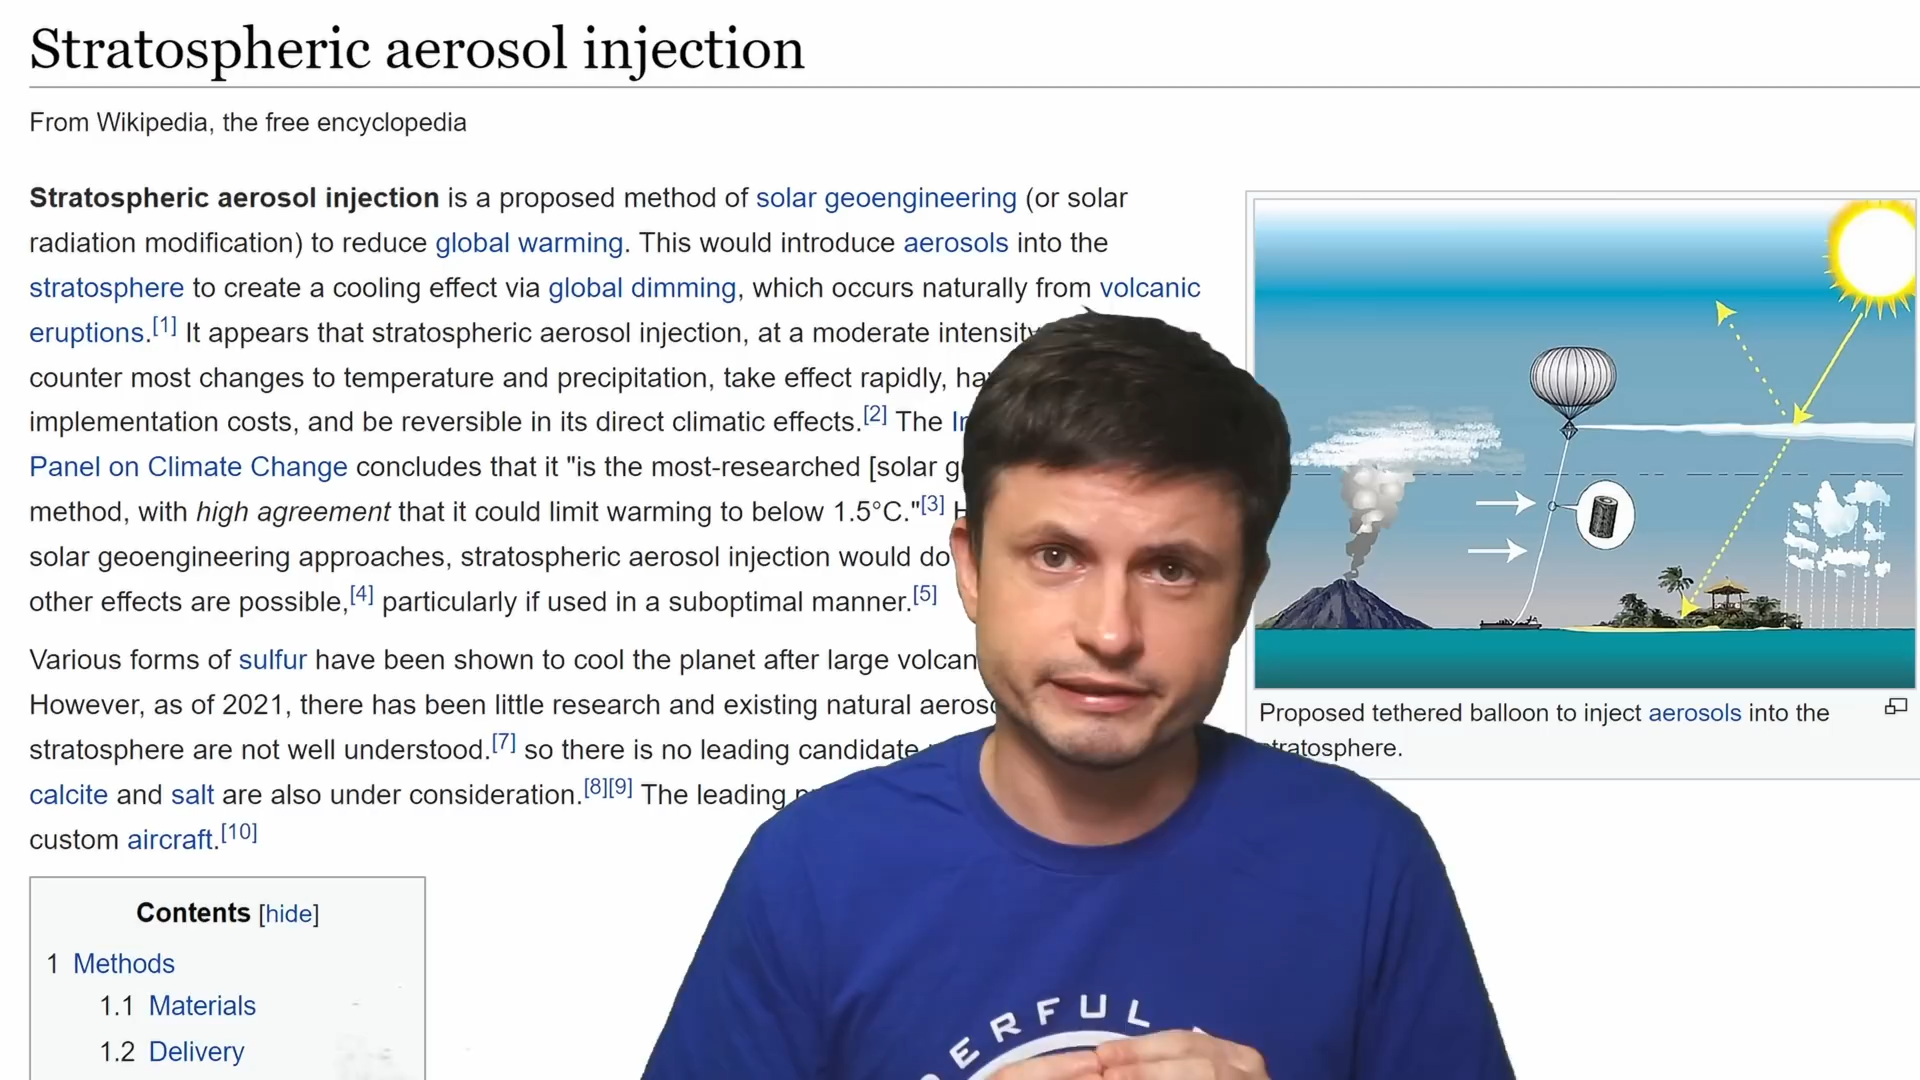 Stratospheric aerosol injection
From Wikipedia, the free encyclopedia
Stratospheric aerosol injection is a proposed method of solar geoengineering (or solar
radiation modification) to reduce global warming. This would introduce aerosols into the
stratosphere to create a cooling effect via global dimming, which occurs naturally from volcanic
eruptions.[1] It appears that stratospheric aerosol injection, at a moderate intensity
counter most changes to temperature and precipitation, take effect rapidly,
implementation costs, and be reversible in its direct climatic effects.[2] The
Panel on Climate Change concludes that it "is the most-researched [solar
method, with high agreement that it could limit warming to below 1.5°C."[3]
solar geoengineering approaches, stratospheric aerosol injection would do
other effects are possible,[4] particularly if used in a suboptimal manner.[5]
Various forms of sulfur have been shown to cool the planet after large
However, as of 2021, there has been little research and existing natural
stratosphere are not well understood.[7] so there is no leading candidate
calcite and salt are also under consideration.[8][9] The leading
custom aircraft.[10]
Proposed tethered balloon to inject aerosols into the
stratosphere.
Contents [hide]
1 Methods
1.1 Materials
1.2 Delivery
ERFUL